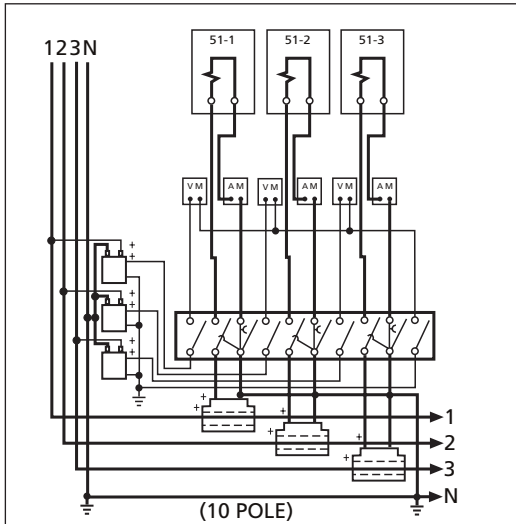 51-1 51-2 51-3
123N
VM AM VM AM VM AM
+
+
+
+
+
+
+ 1
+ 2
+ 3
N
(10 POLE)